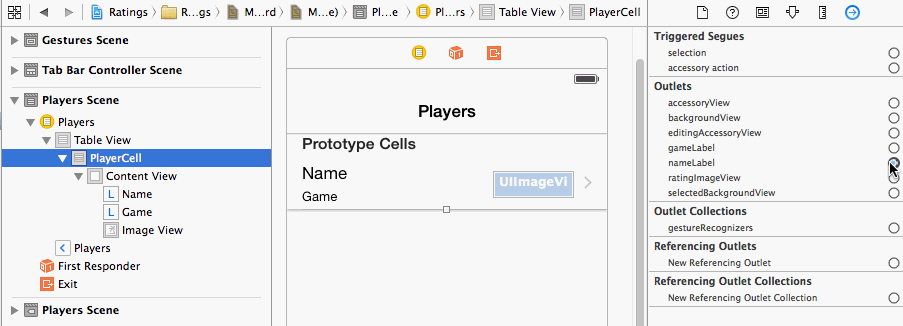 Ratings R...gs M...rd M...e) Pl...e Pl...rs Table View PlayerCell
Gestures Scene
Tab Bar Controller Scene
Players Scene
Players
Table View
PlayerCell
Content View
L Name
L Game
Image View
Players
First Responder
Exit
Players Scene
Players
Prototype Cells
Name
UIImageVi
Game
Triggered Segues
selection
accessory action
Outlets
accessoryView
backgroundView
editingAccessoryView
gameLabel
nameLabel
ratingImageView
selectedBackgroundView
Outlet Collections
gestureRecognizers
Referencing Outlets
New Referencing Outlet
Referencing Outlet Collections
New Referencing Outlet Collection